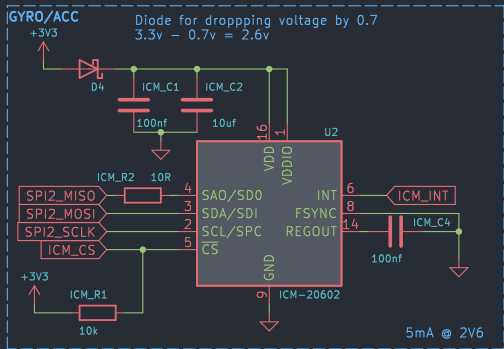 GYRO/ACC
Diode for droppping voltage by 0.7
3.3v - 0.7v = 2.6v
+3V3
D4
ICM_C1
ICM_C2
100nf
10uf
U2
16
1
VDD
VDDIO
ICM_R2
10R
SPI2_MISO
4
SAO/SD0
INT
6
ICM_INT
SPI2_MOSI
3
SDA/SDI
FSYNC
8
SPI2_SCLK
2
SCL/SPC
REGOUT
14
ICM_C4
ICM_CS
5
CS
100nf
+3V3
GND
ICM_R1
9
ICM-20602
10k
5mA @ 2V6